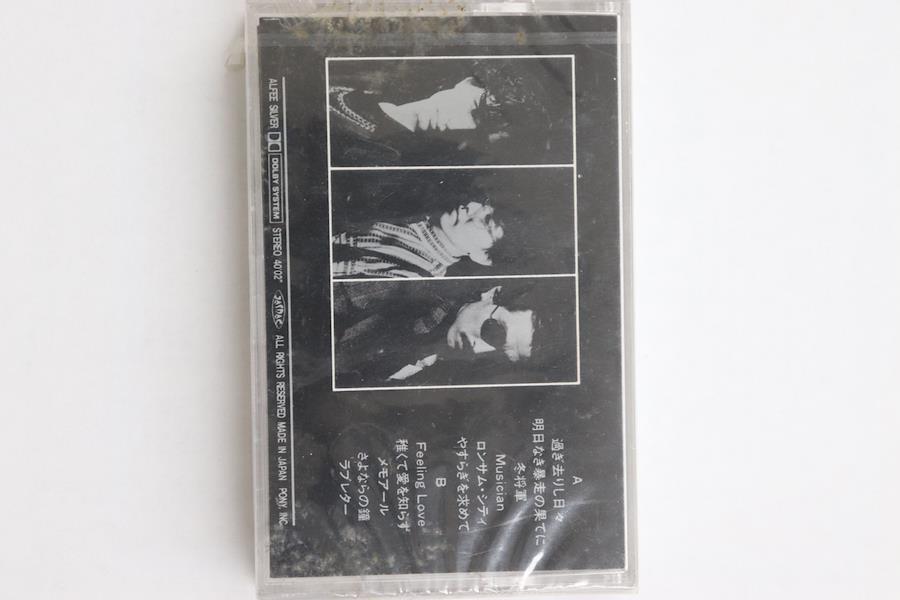 A
過ぎ去りし日々
明日なき暴走の果てに
冬将軍
Musician
ロンサム・シティ
やすらぎを求めて
B
Feeling Love
稚くて愛を知らず
メモアール
さよならの鐘
ラブレター
ALFEE SILVER DOLBY SYSTEM STEREO 40'02" JASRAC ALL RIGHTS RESERVED MADE IN JAPAN PONY, INC.